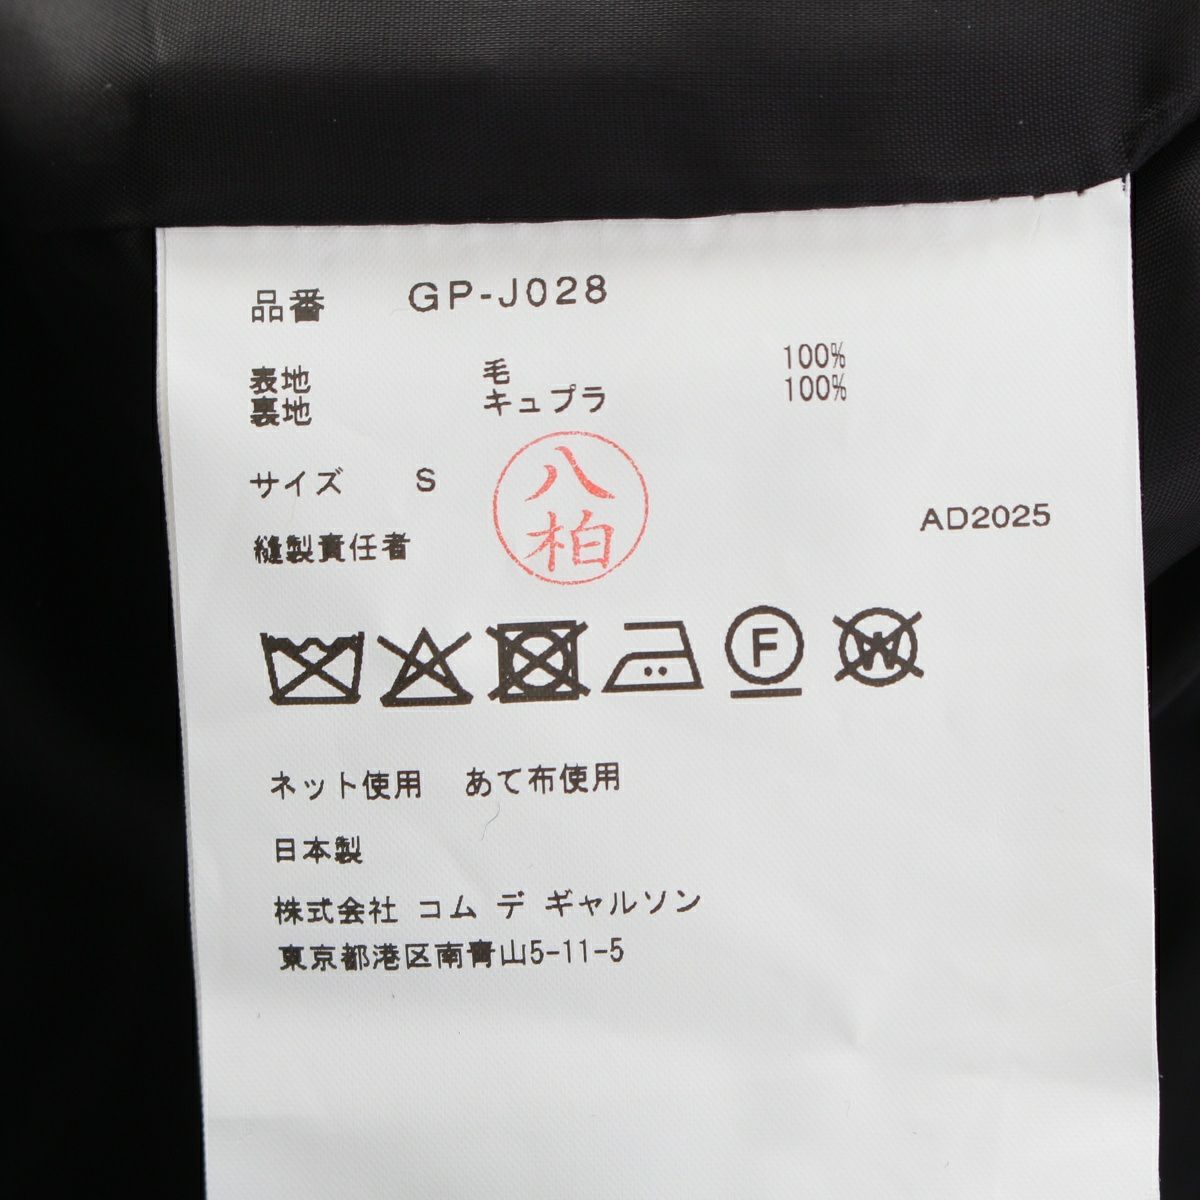 品番 GP-J028
表地 毛 100%
裏地 キュプラ 100%
サイズ S
八柏
AD2025
縫製責任者
F W
ネット使用 あて布使用
日本製
株式会社 コム デ ギャルソン
東京都港区南青山5-11-5